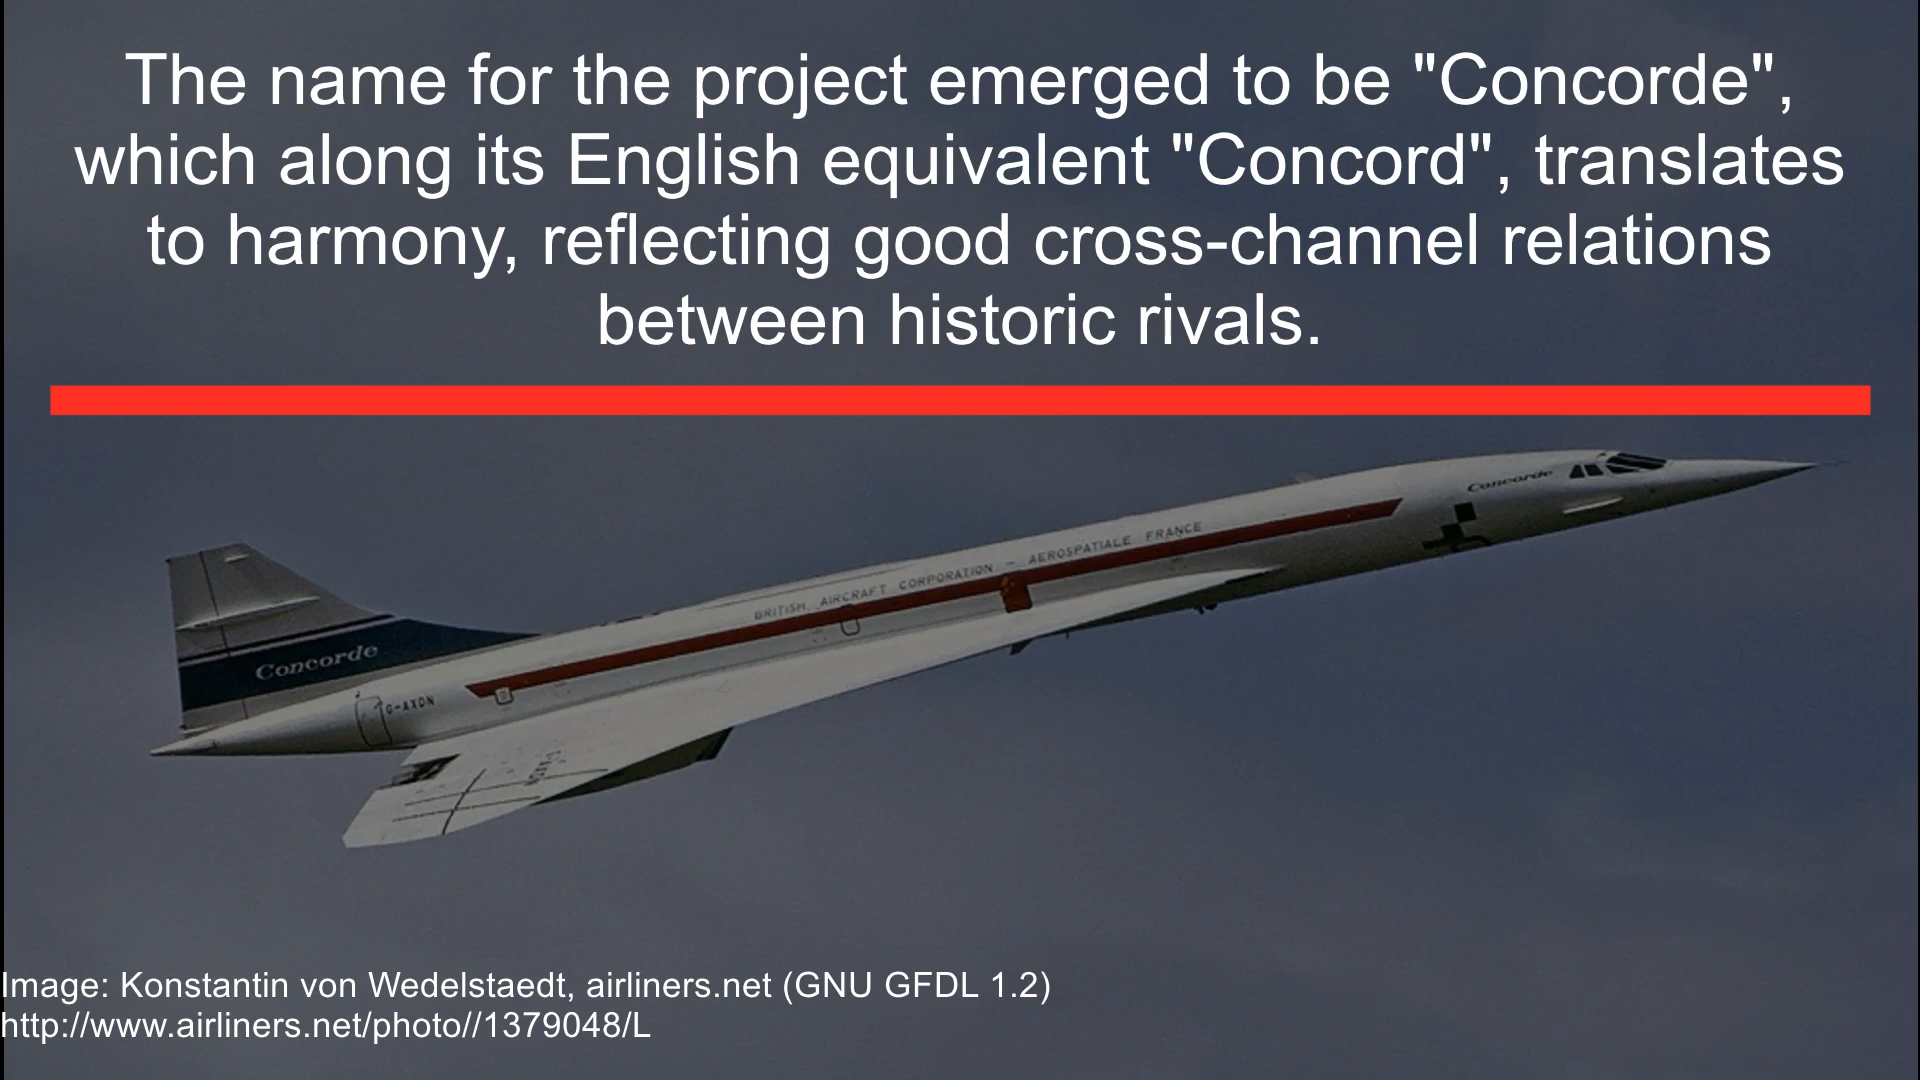 The name for the project emerged to be "Concorde",
which along its English equivalent "Concord", translates
to harmony, reflecting good cross-channel relations
between historic rivals.
Concorde
BRITISH AIRCRAFT CORPORATION – AEROSPATIALE FRANCE
Concorde
G-AXDN
Image: Konstantin von Wedelstaedt, airliners.net (GNU GFDL 1.2)
http://www.airliners.net/photo//1379048/L